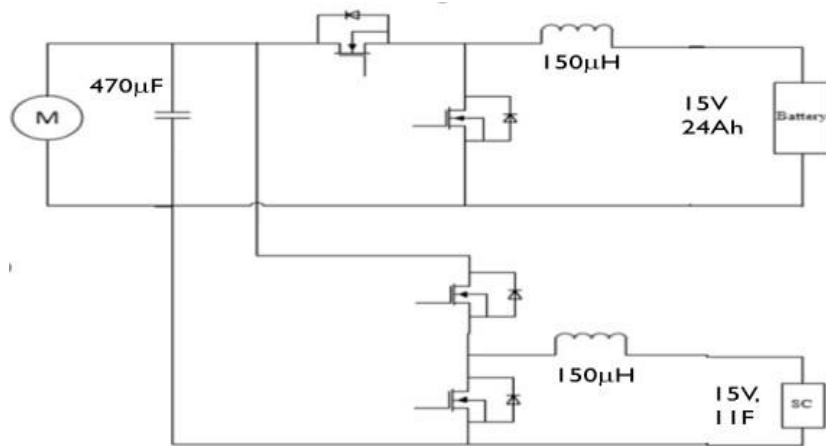 470μF
M
150μH
15V
24Ah
Battery
150μH
15V,
11F
SC